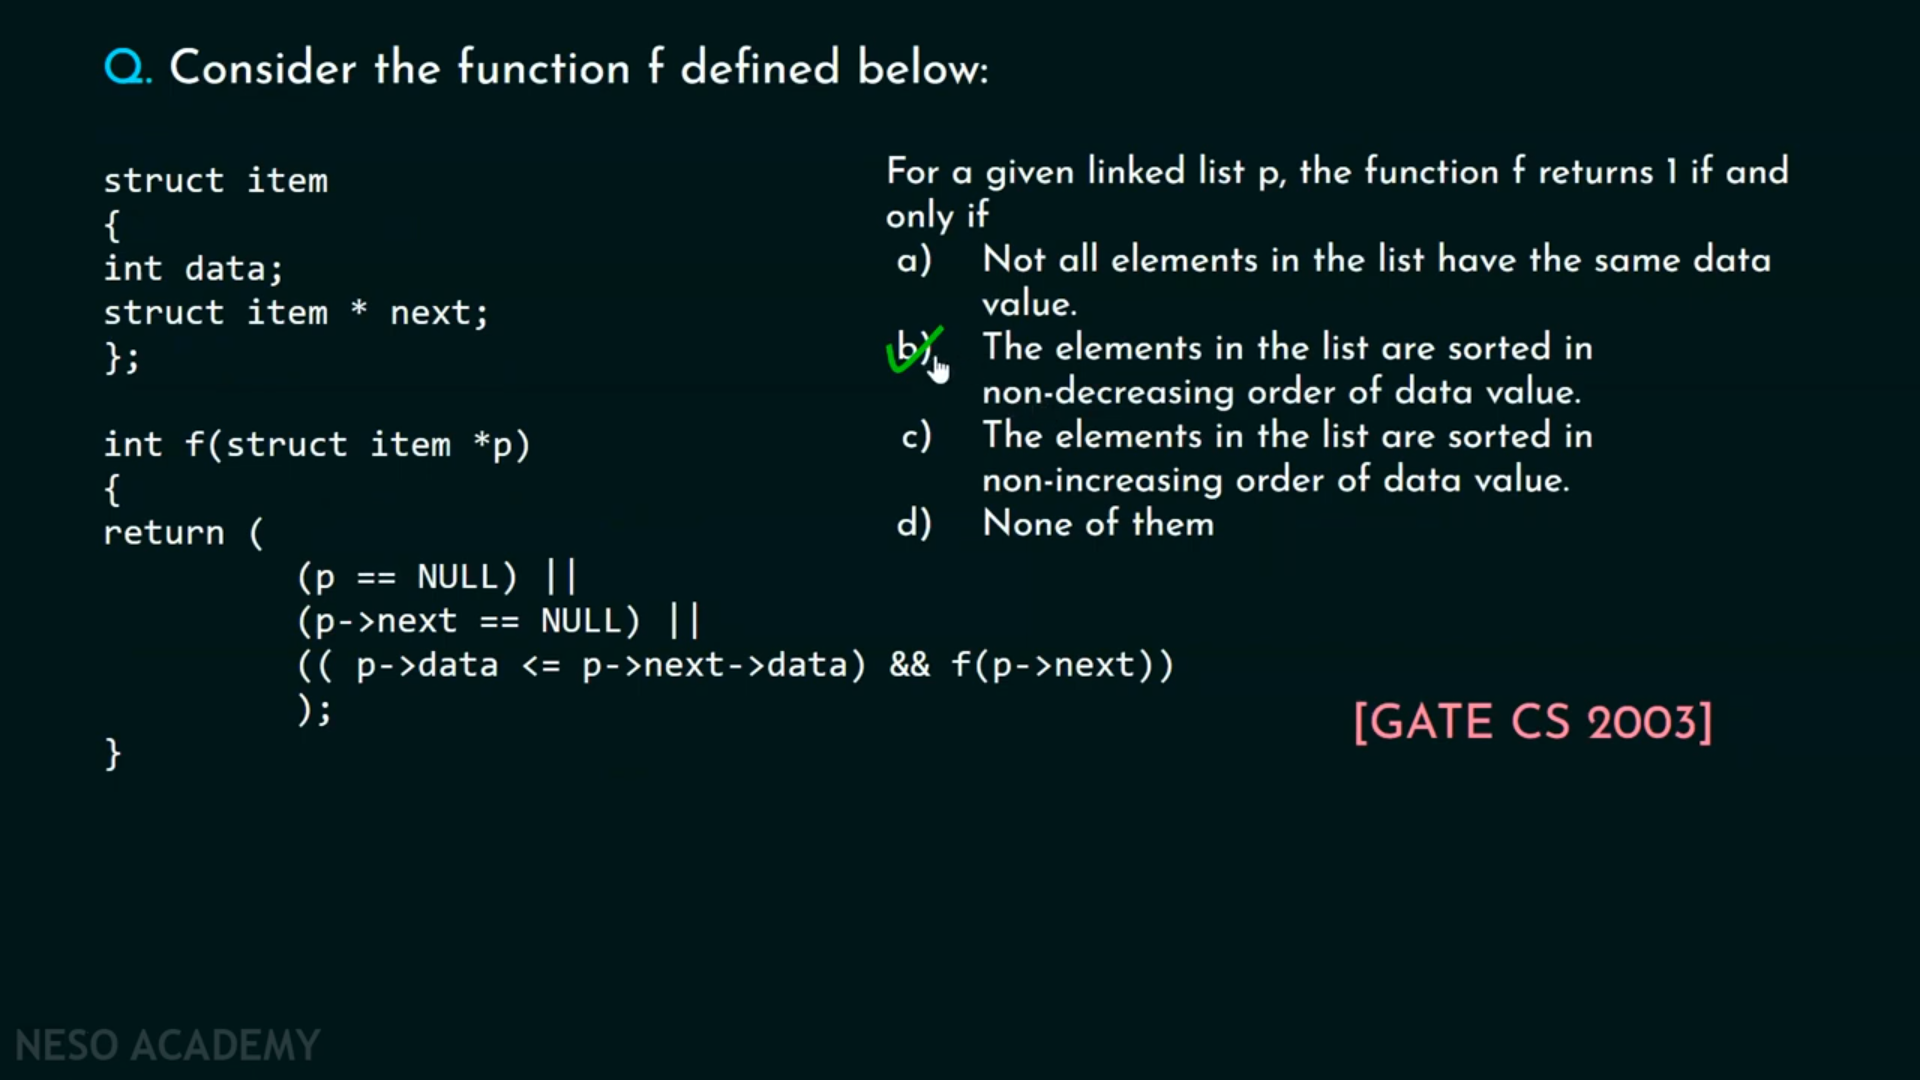 Q. Consider the function f defined below:
struct item
{
int data;
struct item * next;
};
int f(struct item *p)
{
return (
(p == NULL) ||
(p->next == NULL) ||
(( p->data <= p->next->data) && f(p->next))
);
}
For a given linked list p, the function f returns 1 if and
only if
a) Not all elements in the list have the same data
value.
b) The elements in the list are sorted in
non-decreasing order of data value.
c) The elements in the list are sorted in
non-increasing order of data value.
d) None of them
[GATE CS 2003]
NESO ACADEMY